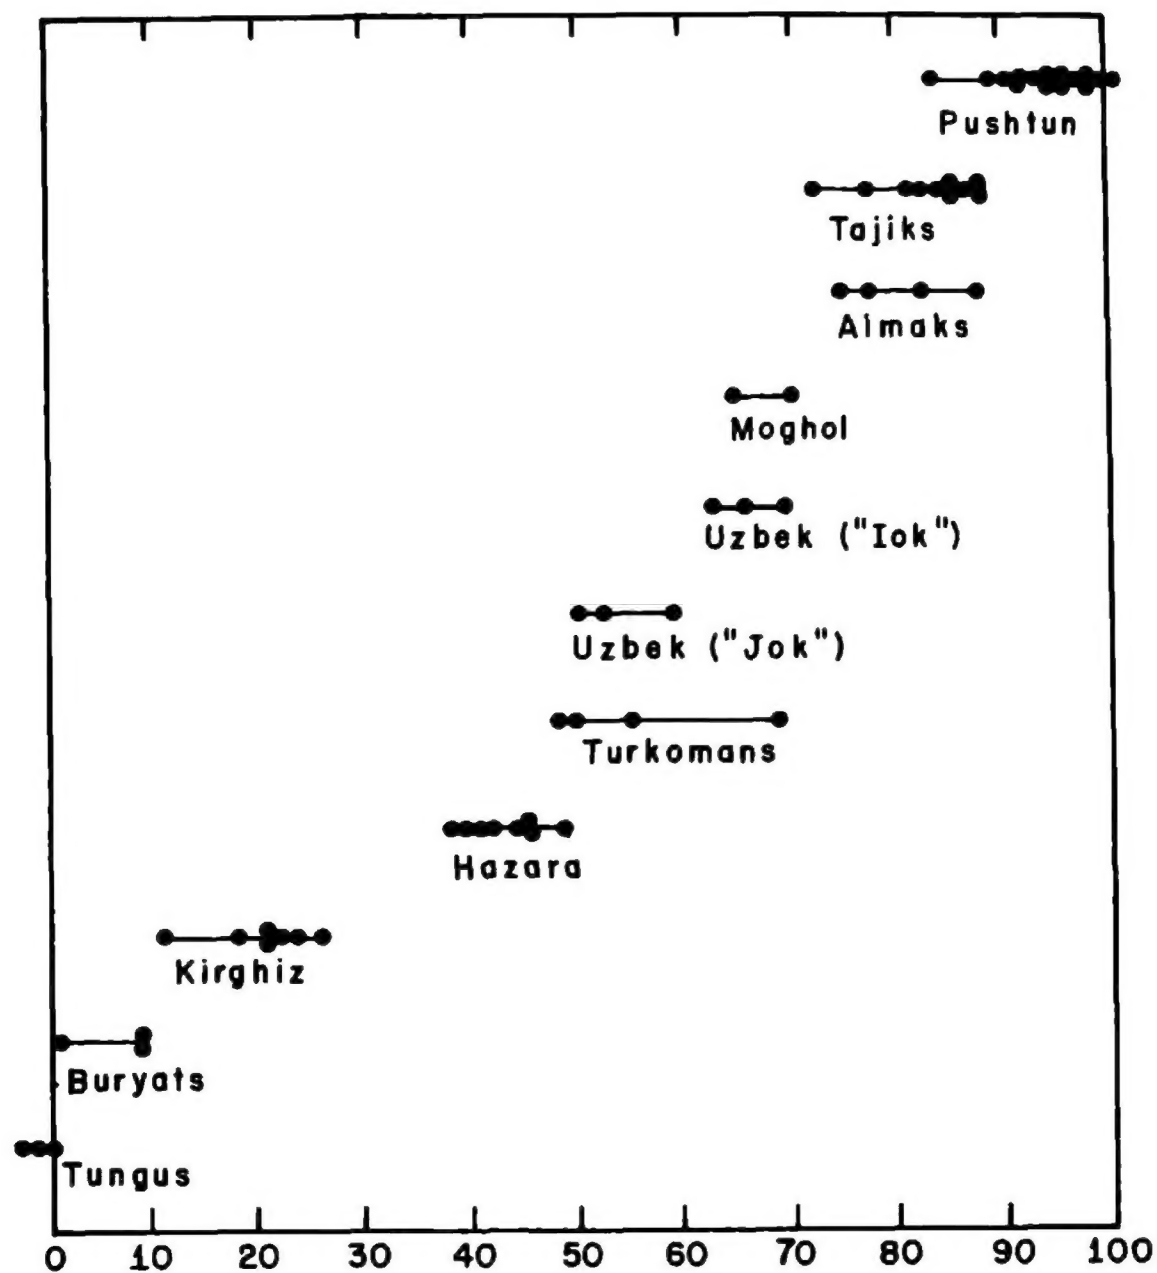 Pushtun
Tajiks
Aimaks
Moghol
Uzbek ("Iok")
Uzbek ("Jok")
Turkomans
Hazara
Kirghiz
Buryats
Tungus
0 10 20 30 40 50 60 70 80 90 100